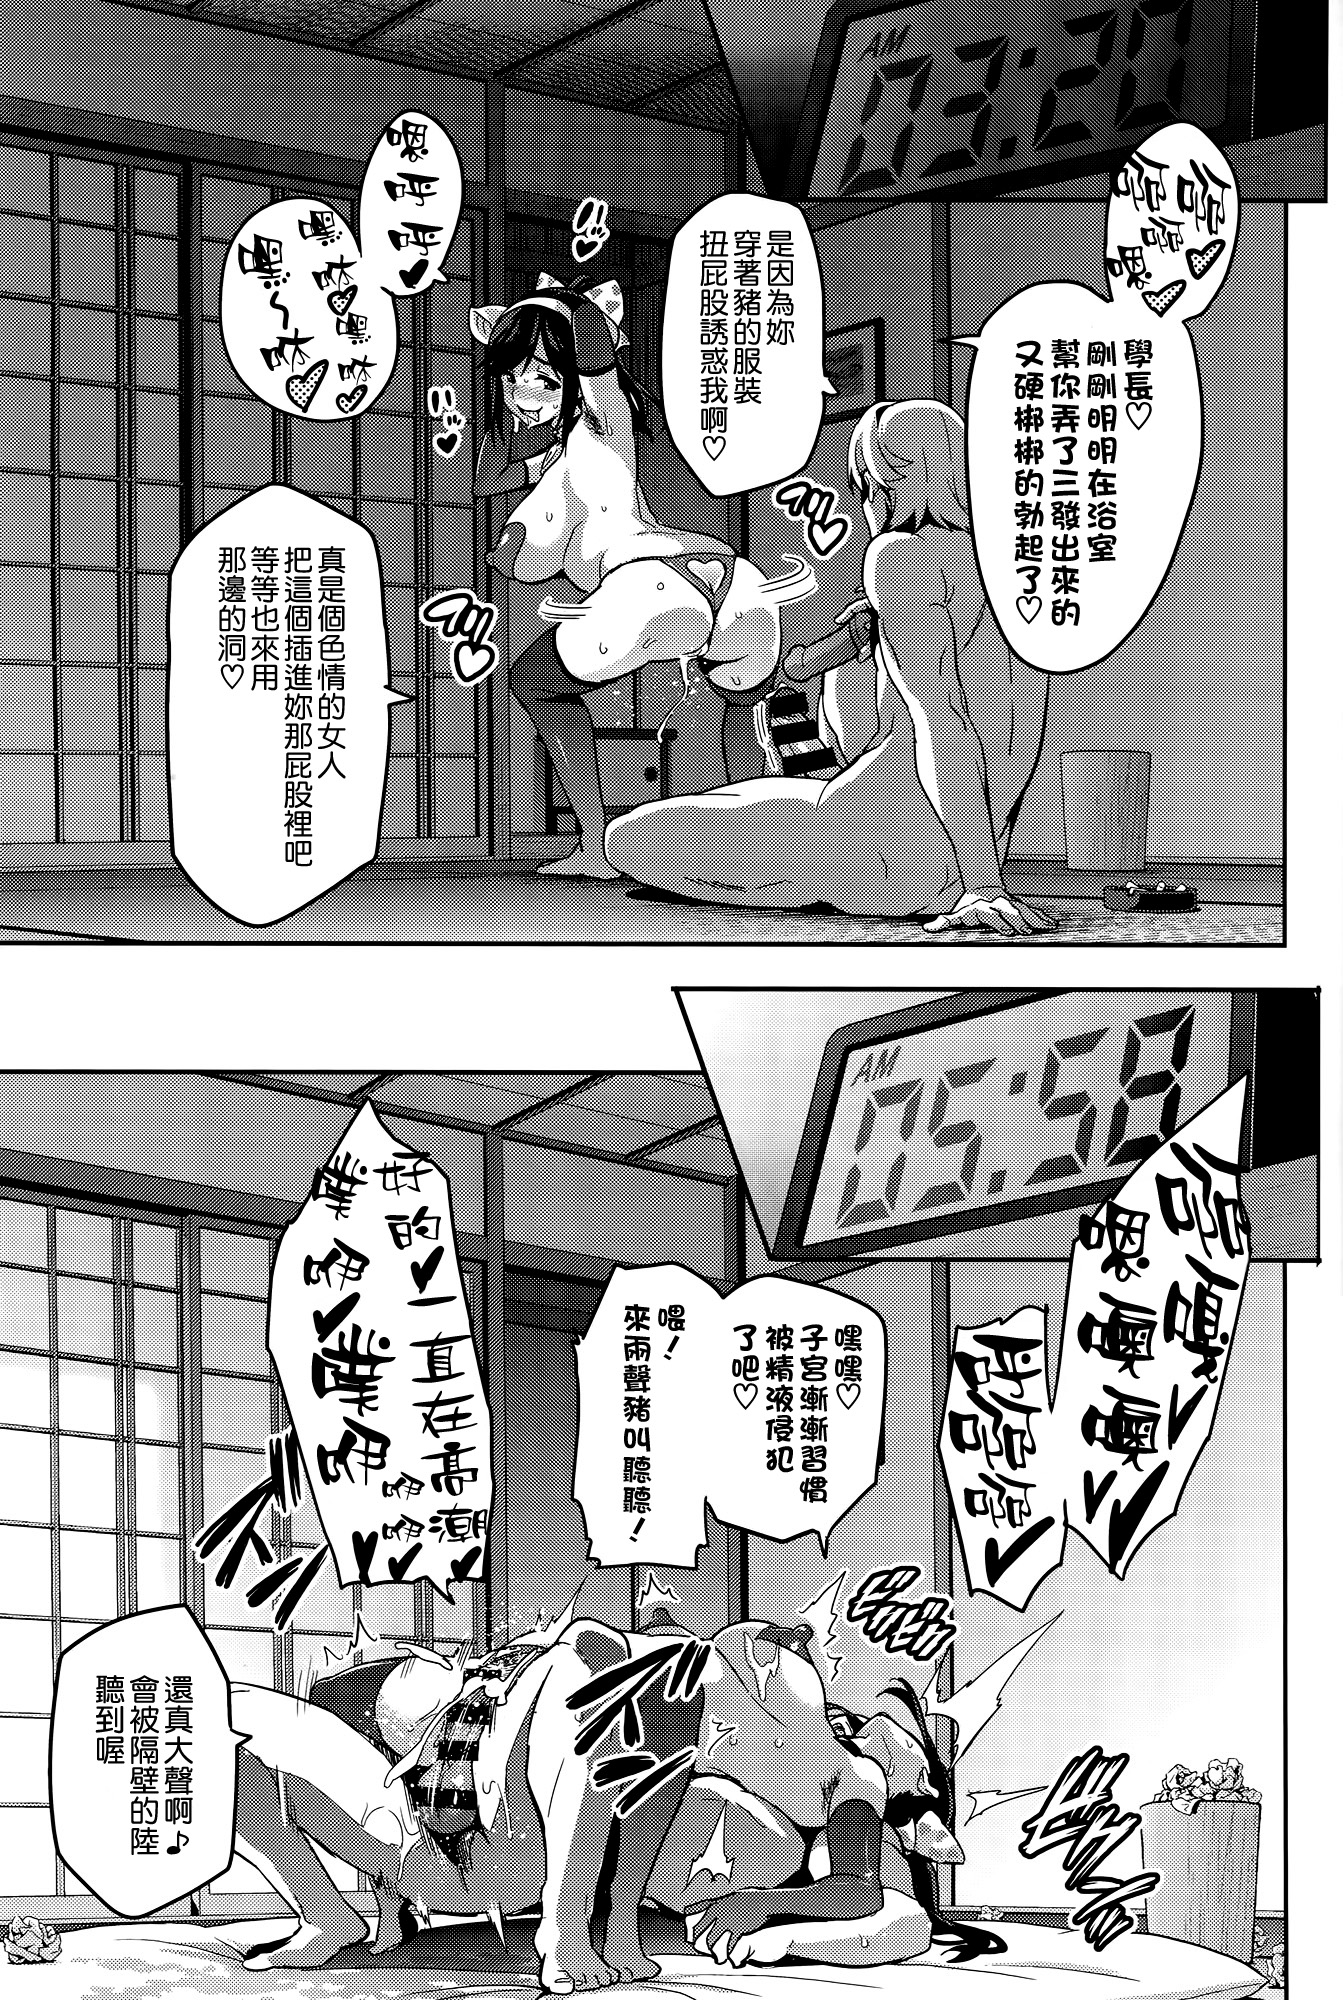 AM 03:20
學長♡
剛剛明明在浴室
幫你弄了三發出來的
又硬梆梆的勃起了♡
是因為妳
穿著豬的服裝
扭屁股誘惑我啊♡
嗯呼呼♥
真是個色情的女人
把這個插進妳那屁股裡吧
等等也來用
那邊的洞♡
AM 05:58
嘿嘿♡
子宮漸漸習慣
被精液侵犯
了吧♡
喂！
來兩聲豬叫聽聽！
好的♥一直在高潮♥
還真大聲啊♪
會被隔壁的陸
聽到喔